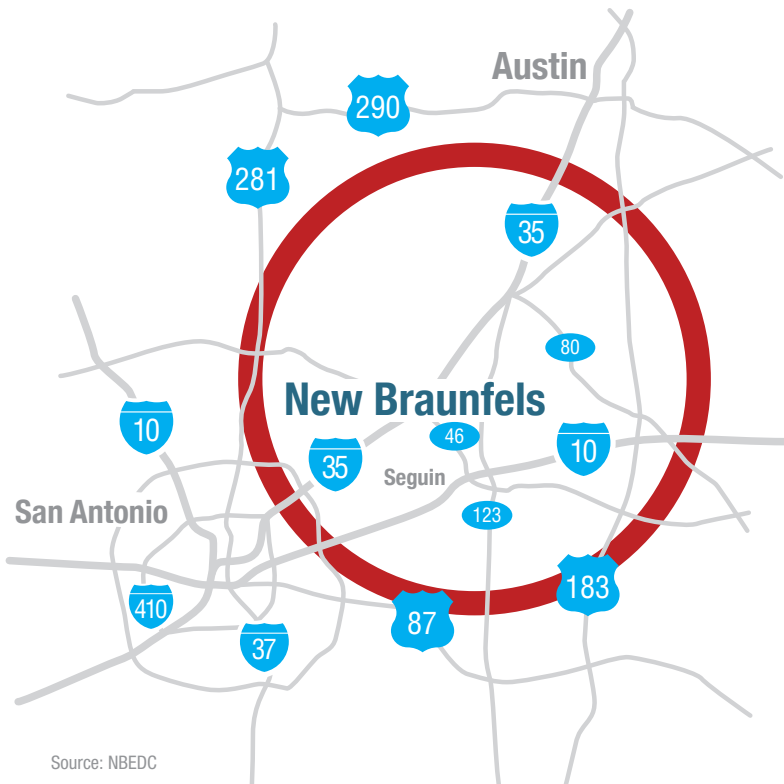 Austin
290
281
35
80
New Braunfels
10
46
10
35
Seguin
San Antonio
123
183
410
87
37
Source: NBEDC